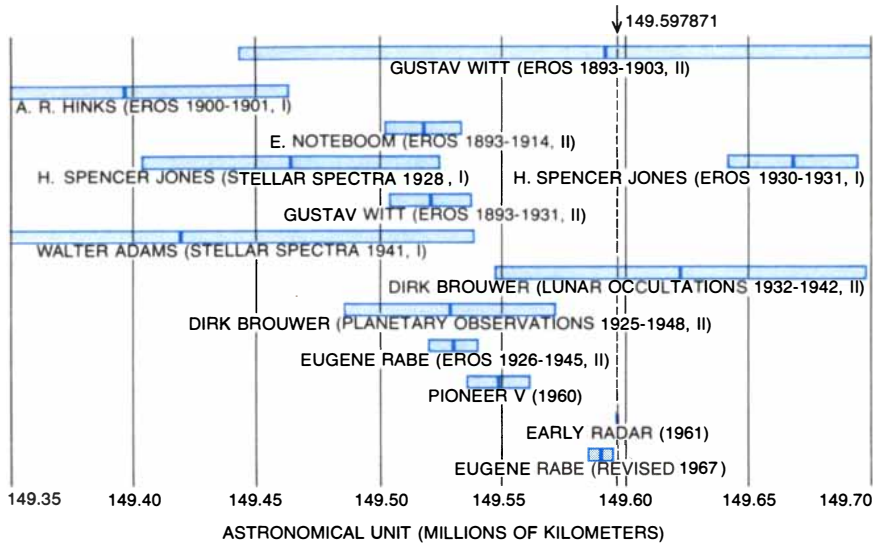 149.597871
GUSTAV WITT (EROS 1893-1903, II)
A. R. HINKS (EROS 1900-1901, I)
E. NOTEBOOM (EROS 1893-1914, II)
H. SPENCER JONES (STELLAR SPECTRA 1928, I)
H. SPENCER JONES (EROS 1930-1931, I)
GUSTAV WITT (EROS 1893-1931, II)
WALTER ADAMS (STELLAR SPECTRA 1941, I)
DIRK BROUWER (LUNAR OCCULTATIONS 1932-1942, II)
DIRK BROUWER (PLANETARY OBSERVATIONS 1925-1948, II)
EUGENE RABE (EROS 1926-1945, II)
PIONEER V (1960)
EARLY RADAR (1961)
EUGENE RABE (REVISED 1967)
149.35 149.40 149.45 149.50 149.55 149.60 149.65 149.70
ASTRONOMICAL UNIT (MILLIONS OF KILOMETERS)